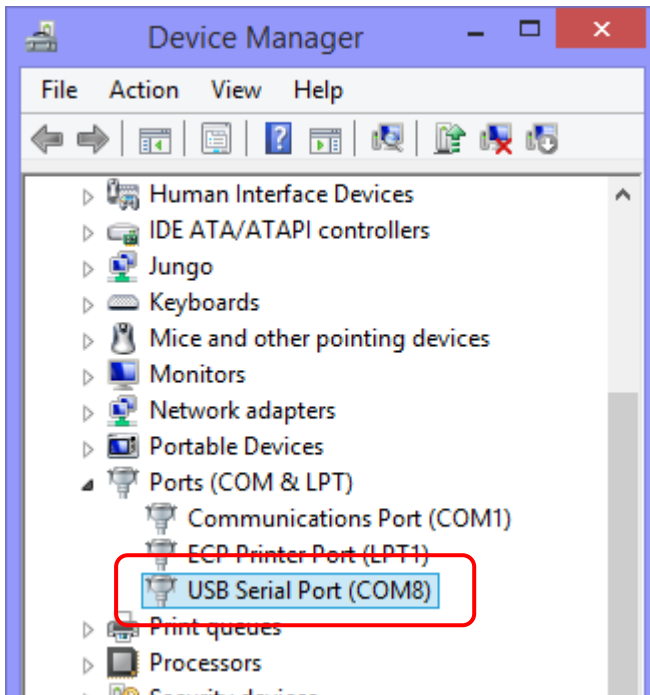 Device Manager
File Action View Help
Human Interface Devices
IDE ATA/ATAPI controllers
Jungo
Keyboards
Mice and other pointing devices
Monitors
Network adapters
Portable Devices
Ports (COM & LPT)
Communications Port (COM1)
ECP Printer Port (LPT1)
USB Serial Port (COM8)
Print queues
Processors
Security devices